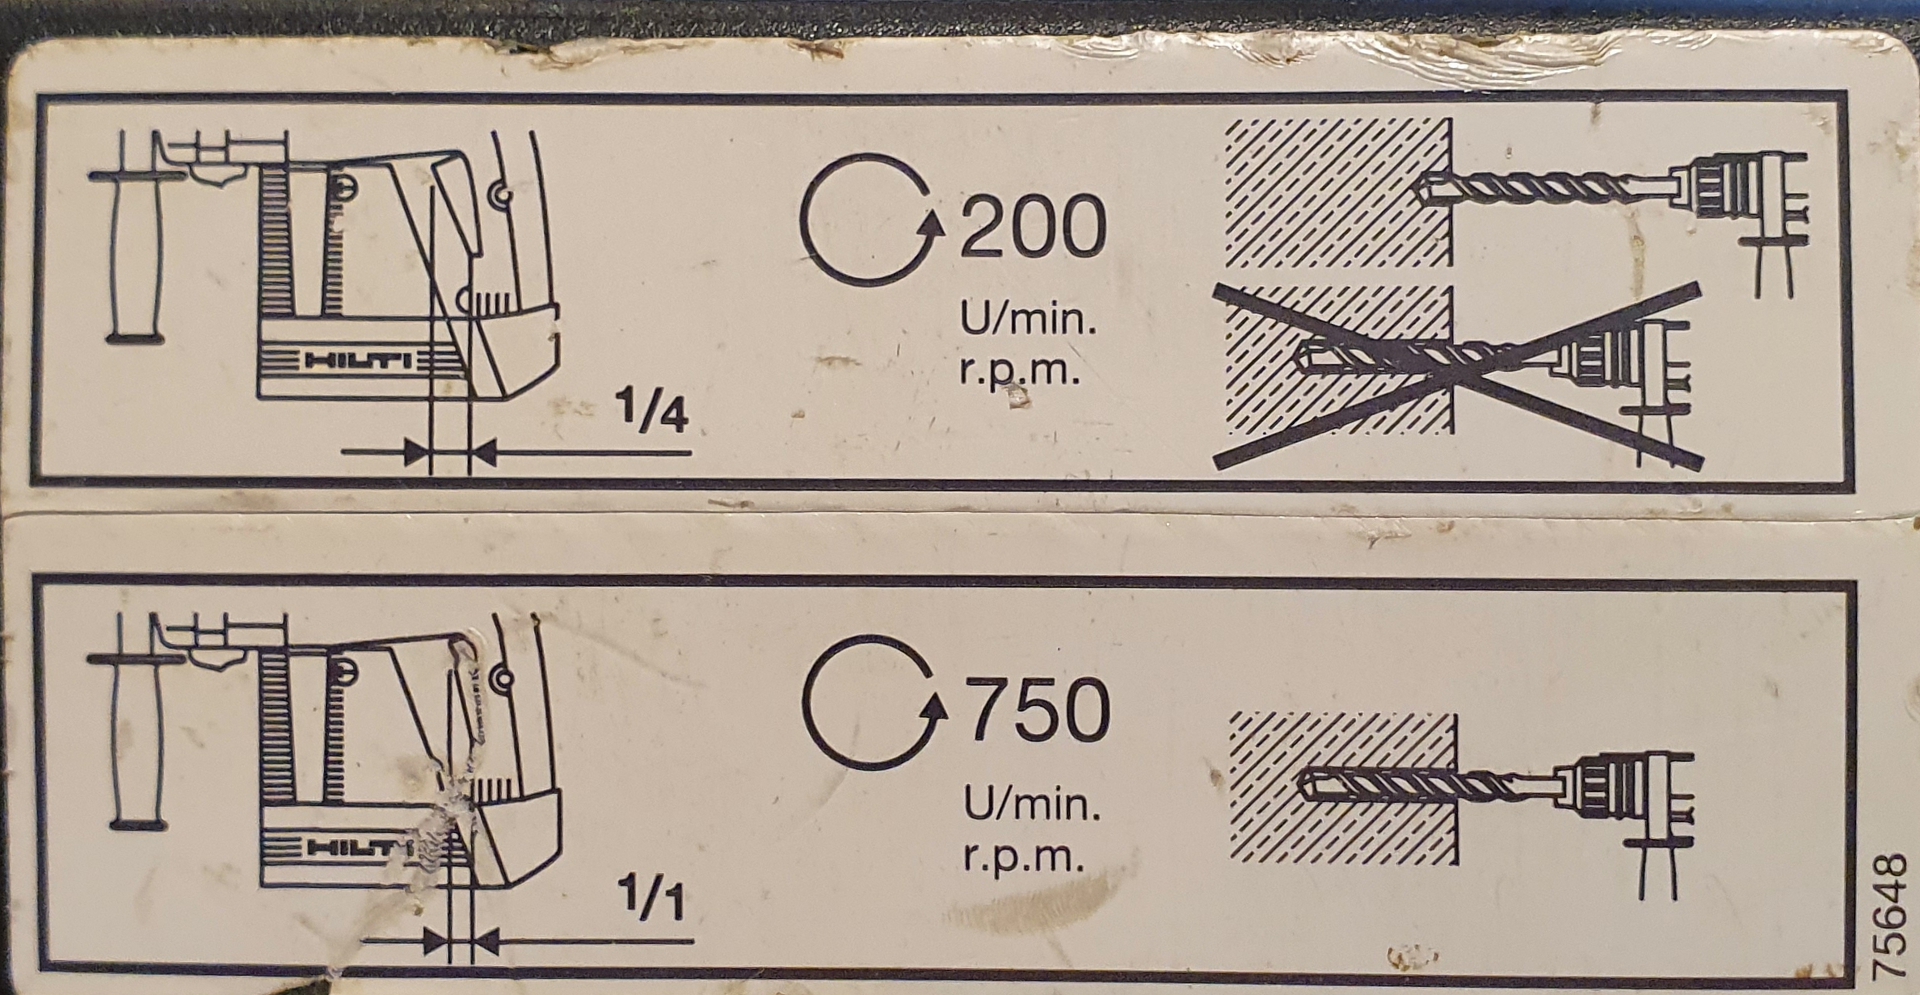 HILTI
1/4
200
U/min.
r.p.m.
HILTI
1/1
750
U/min.
r.p.m.
75648